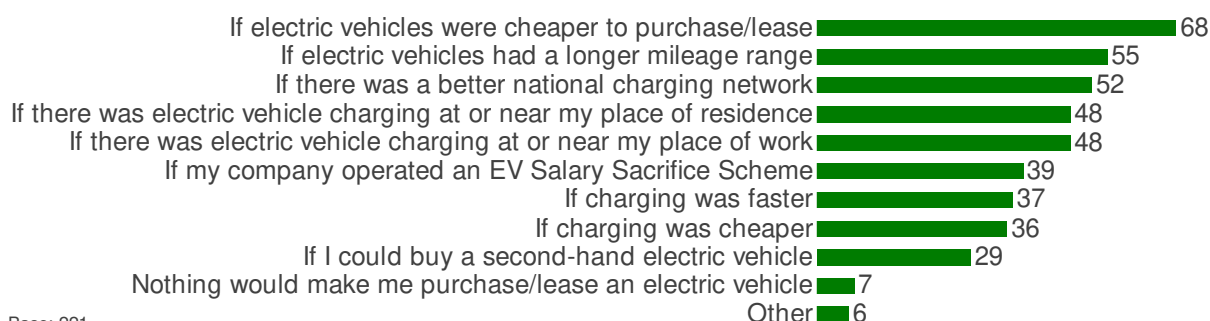 If electric vehicles were cheaper to purchase/lease 68
If electric vehicles had a longer mileage range 55
If there was a better national charging network 52
If there was electric vehicle charging at or near my place of residence 48
If there was electric vehicle charging at or near my place of work 48
If my company operated an EV Salary Sacrifice Scheme 39
If charging was faster 37
If charging was cheaper 36
If I could buy a second-hand electric vehicle 29
Nothing would make me purchase/lease an electric vehicle 7
Other 6